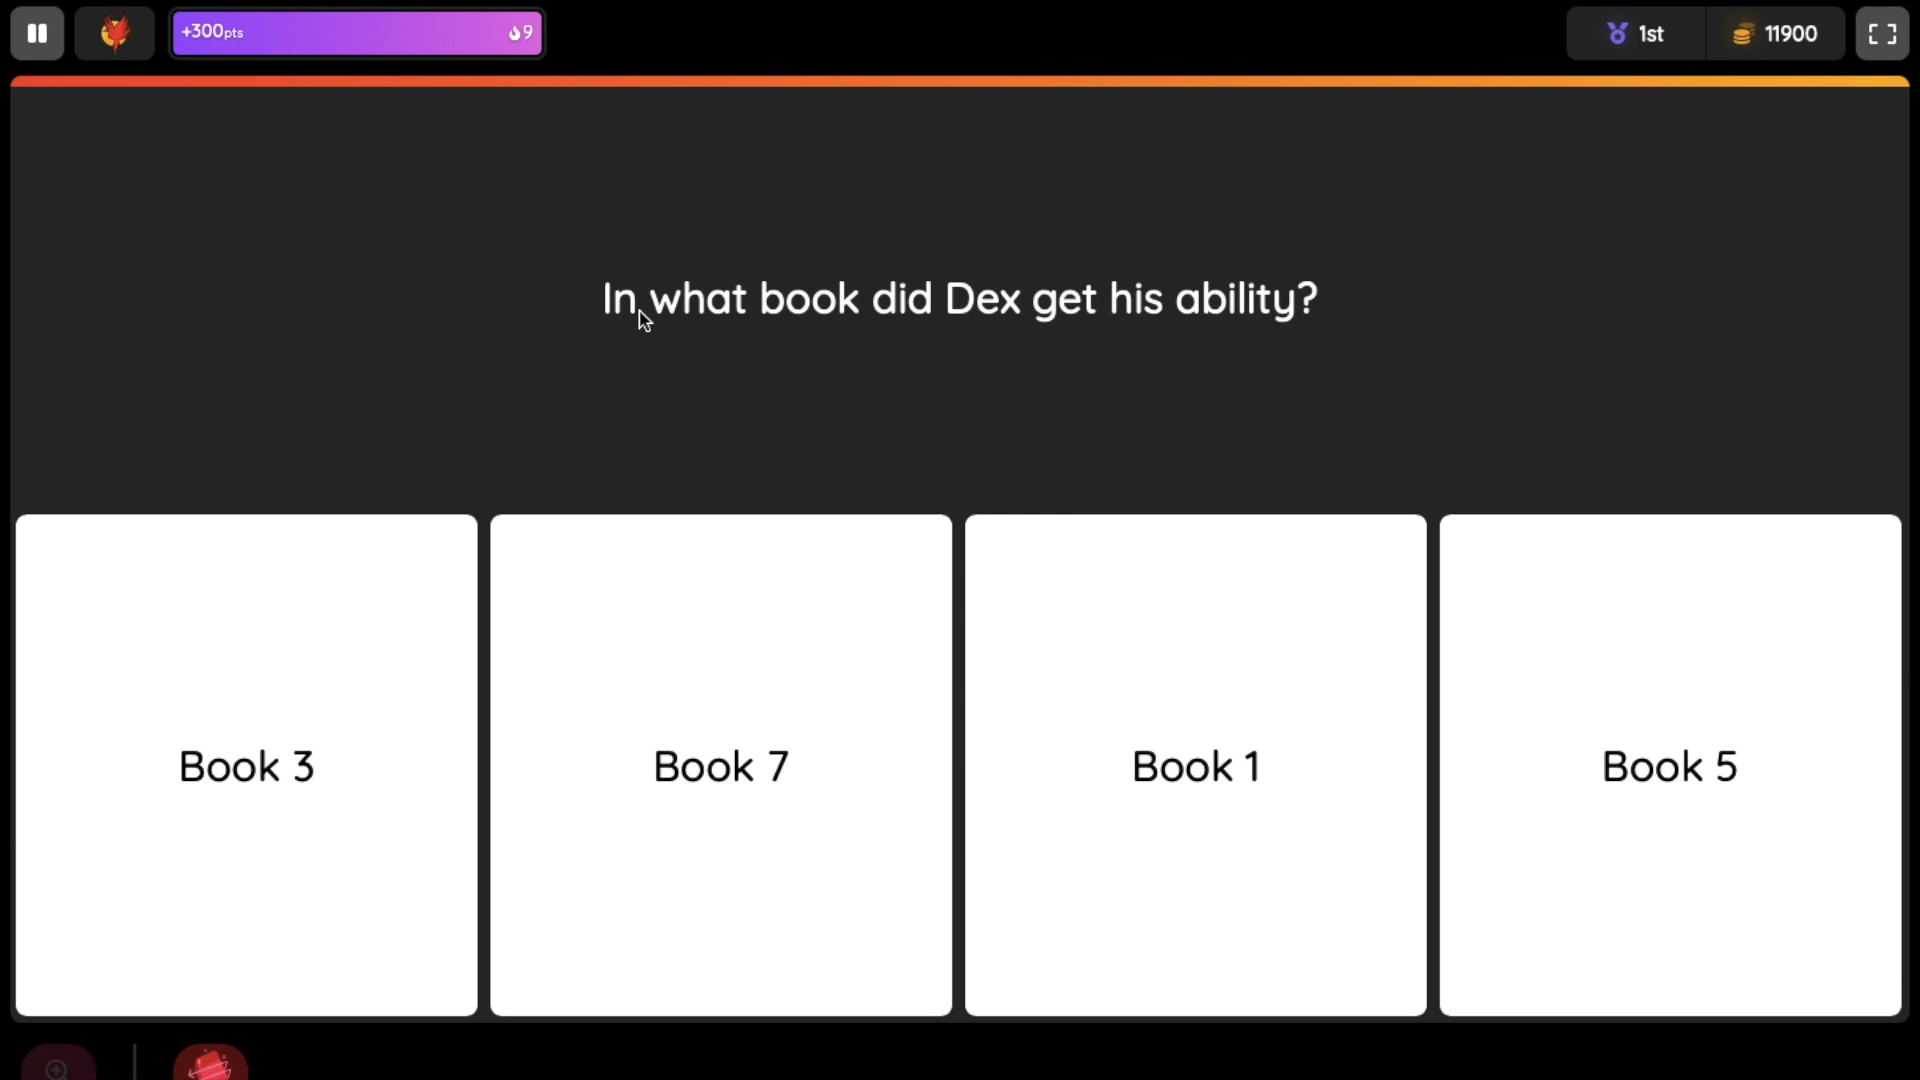 +300pts
9
1st
11900
In what book did Dex get his ability?
Book 3
Book 7
Book 1
Book 5